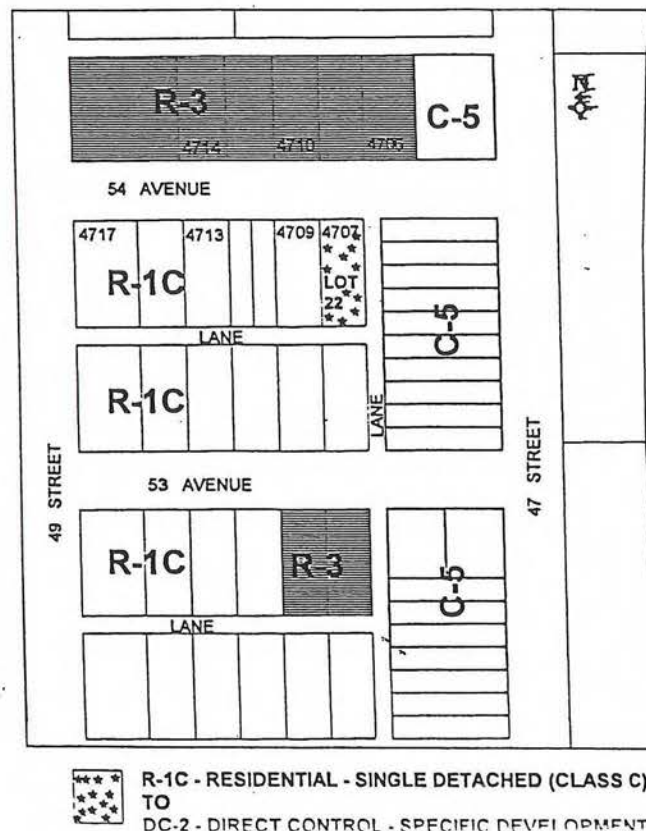 N
R-3
C-5
4714 4710 4706
54 AVENUE
4717 4713 4709 4707
R-1C
LOT
22
C-5
LANE
R-1C
LANE
49 STREET
47 STREET
53 AVENUE
R-1C
R-3
C-5
LANE
R-1C - RESIDENTIAL - SINGLE DETACHED (CLASS C)
TO
DC-2 - DIRECT CONTROL - SPECIFIC DEVELOPMENT